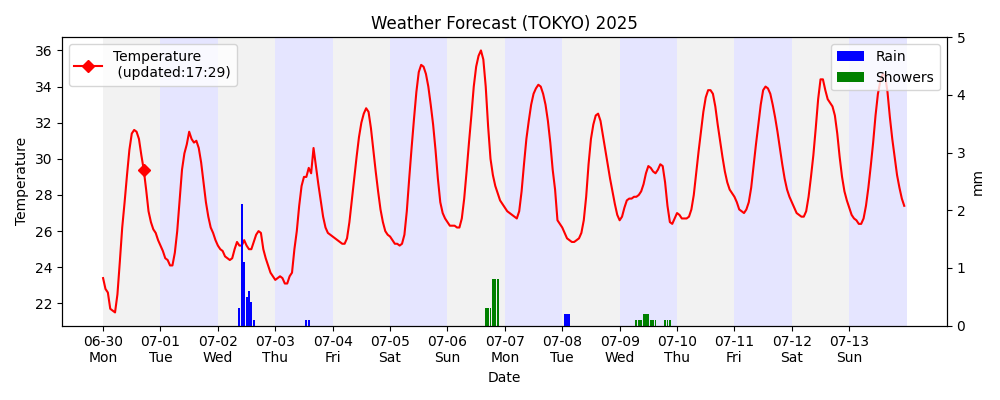 Weather Forecast (TOKYO) 2025
Temperature
(updated:17:29)
Rain
Showers
Temperature
36
34
32
30
28
26
24
22
5
4
3
2
1
0
mm
06-30 07-01 07-02 07-03 07-04 07-05 07-06 07-07 07-08 07-09 07-10 07-11 07-12 07-13
Mon Tue Wed Thu Fri Sat Sun Mon Tue Wed Thu Fri Sat Sun
Date